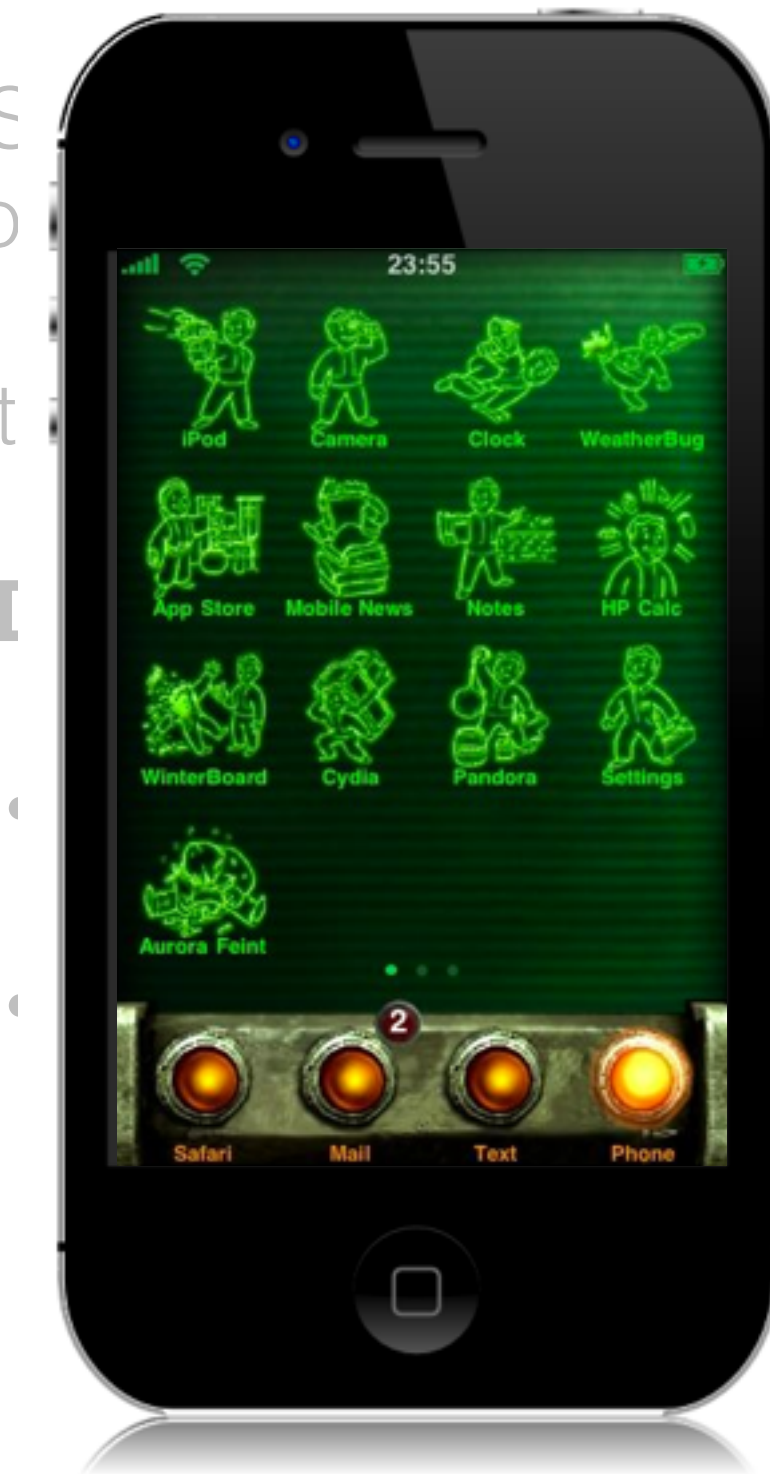 23:55
iPod Camera Clock WeatherBug
App Store Mobile News Notes HP Calc
WinterBoard Cydia Pandora Settings
Aurora Feint
2
Safari Mail Text Phone